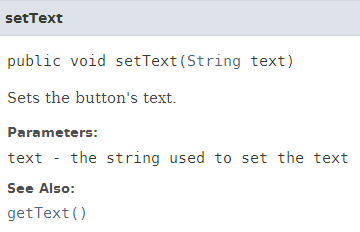 setText
public void setText(String text)
Sets the button's text.
Parameters:
text - the string used to set the text
See Also:
getText()